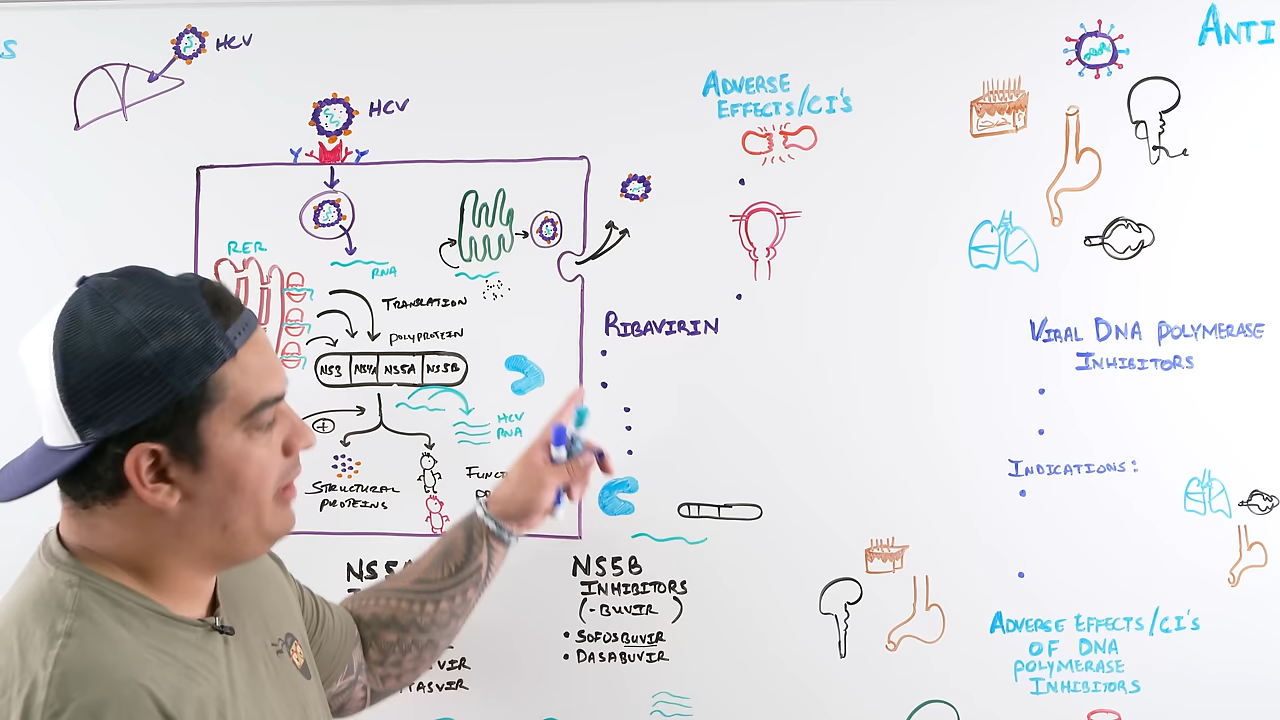 S
HCV
HCV
RER
RNA
TRANSLATION
POLYPROTEIN
NS3 NS4A NS5A NS5B
+
HCV
RNA
STRUCTURAL
PROTEINS
NS5B
INHIBITORS
(-BUVIR)
• SOFOSBUVIR
• DASABUVIR
ADVERSE
EFFECTS/CI'S
RIBAVIRIN
ANTI
VIRAL DNA POLYMERASE
INHIBITORS
INDICATIONS:
ADVERSE EFFECTS/CI'S
OF DNA
POLYMERASE
INHIBITORS